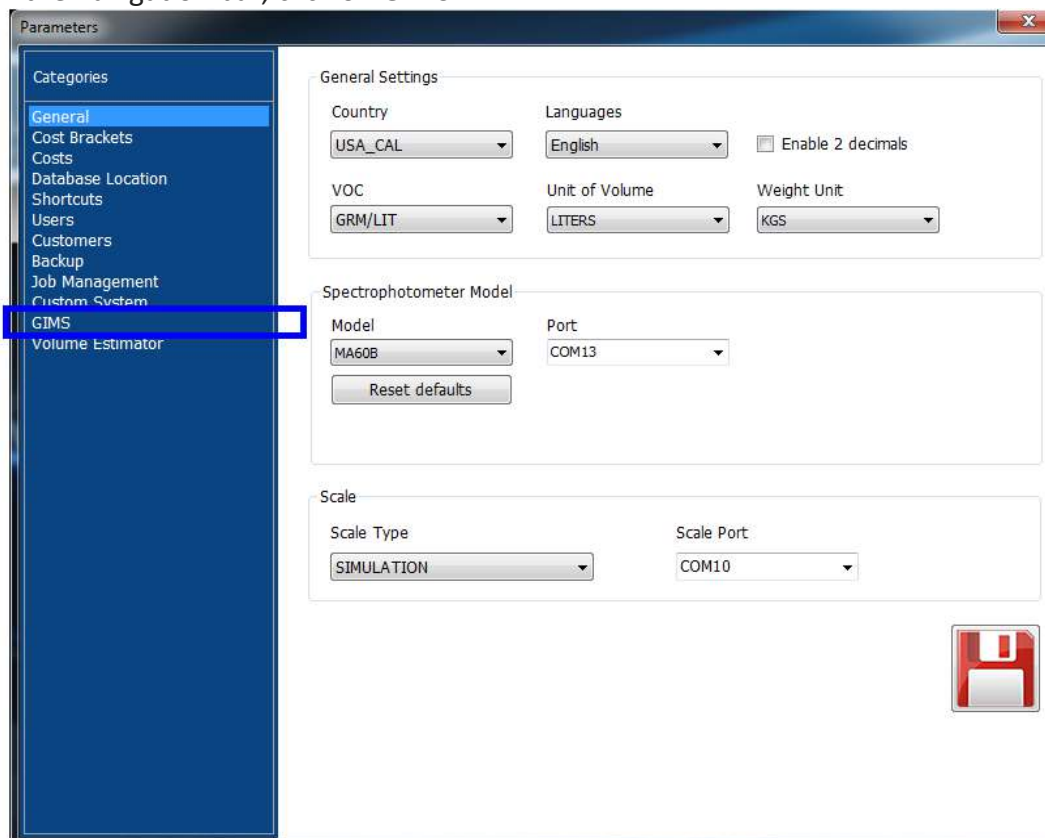 Parameters
Categories
General
Cost Brackets
Costs
Database Location
Shortcuts
Users
Customers
Backup
Job Management
Custom System
GIMS
Volume Estimator
General Settings
Country Languages
USA_CAL English Enable 2 decimals
VOC Unit of Volume Weight Unit
GRM/LIT LITERS KGS
Spectrophotometer Model
Model Port
MA60B COM13
Reset defaults
Scale
Scale Type Scale Port
SIMULATION COM10